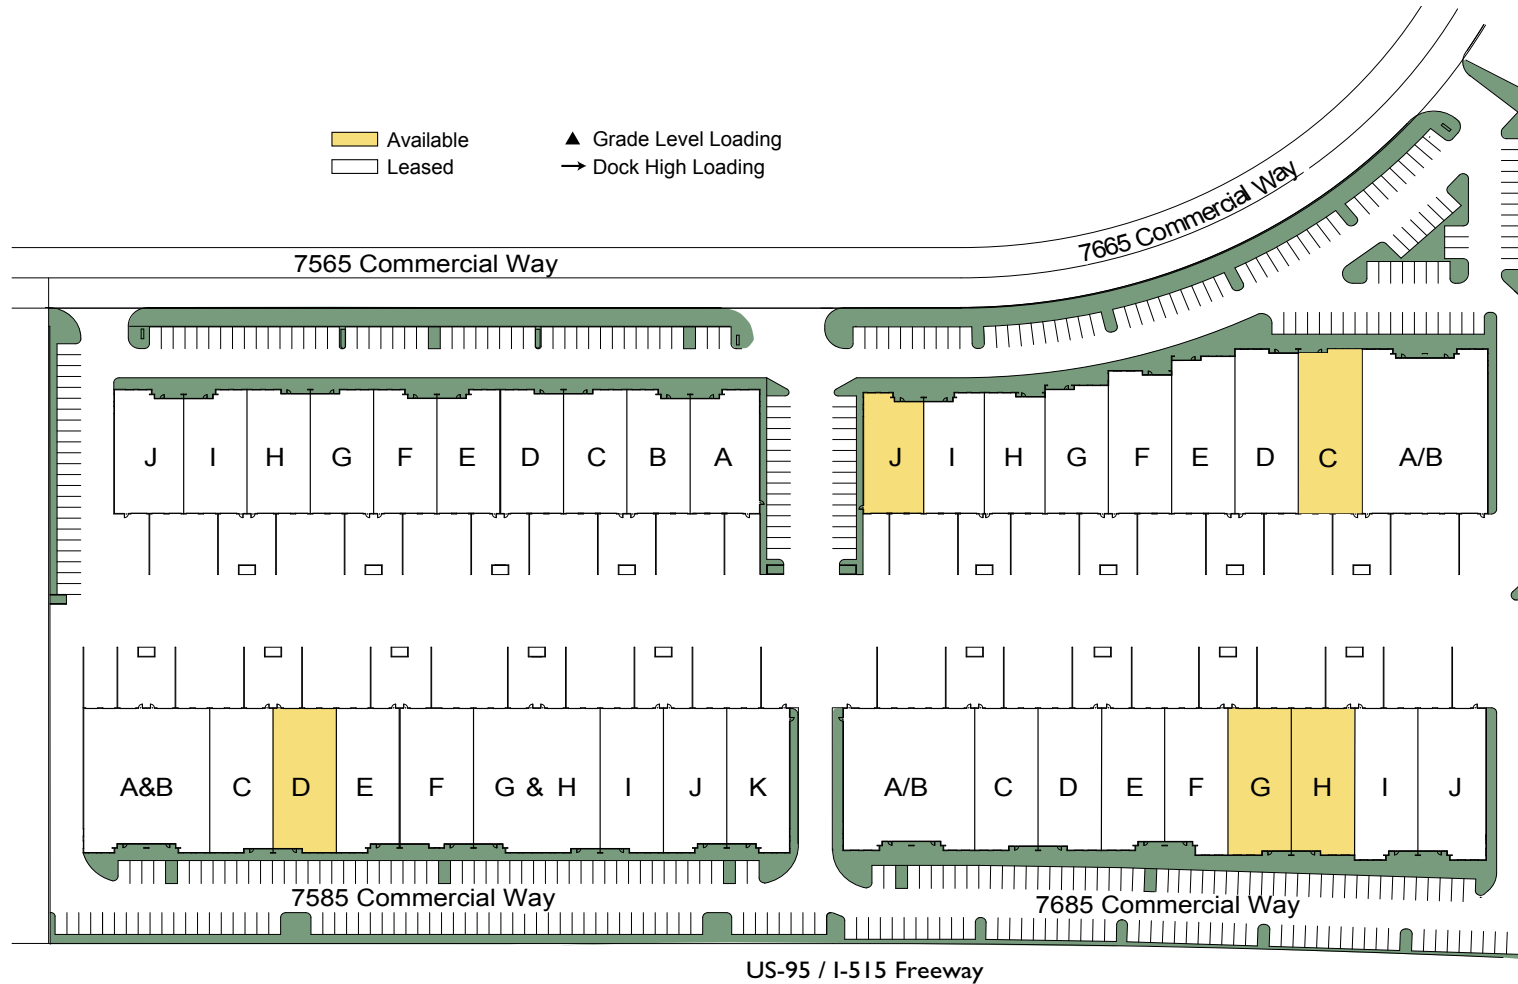 Available
Leased
Grade Level Loading
Dock High Loading
7565 Commercial Way
7665 Commercial Way
J I H G F E D C B A
J I H G F E D C A/B
A&B C D E F G & H I J K
A/B C D E F G H I J
7585 Commercial Way
7685 Commercial Way
US-95 / I-515 Freeway